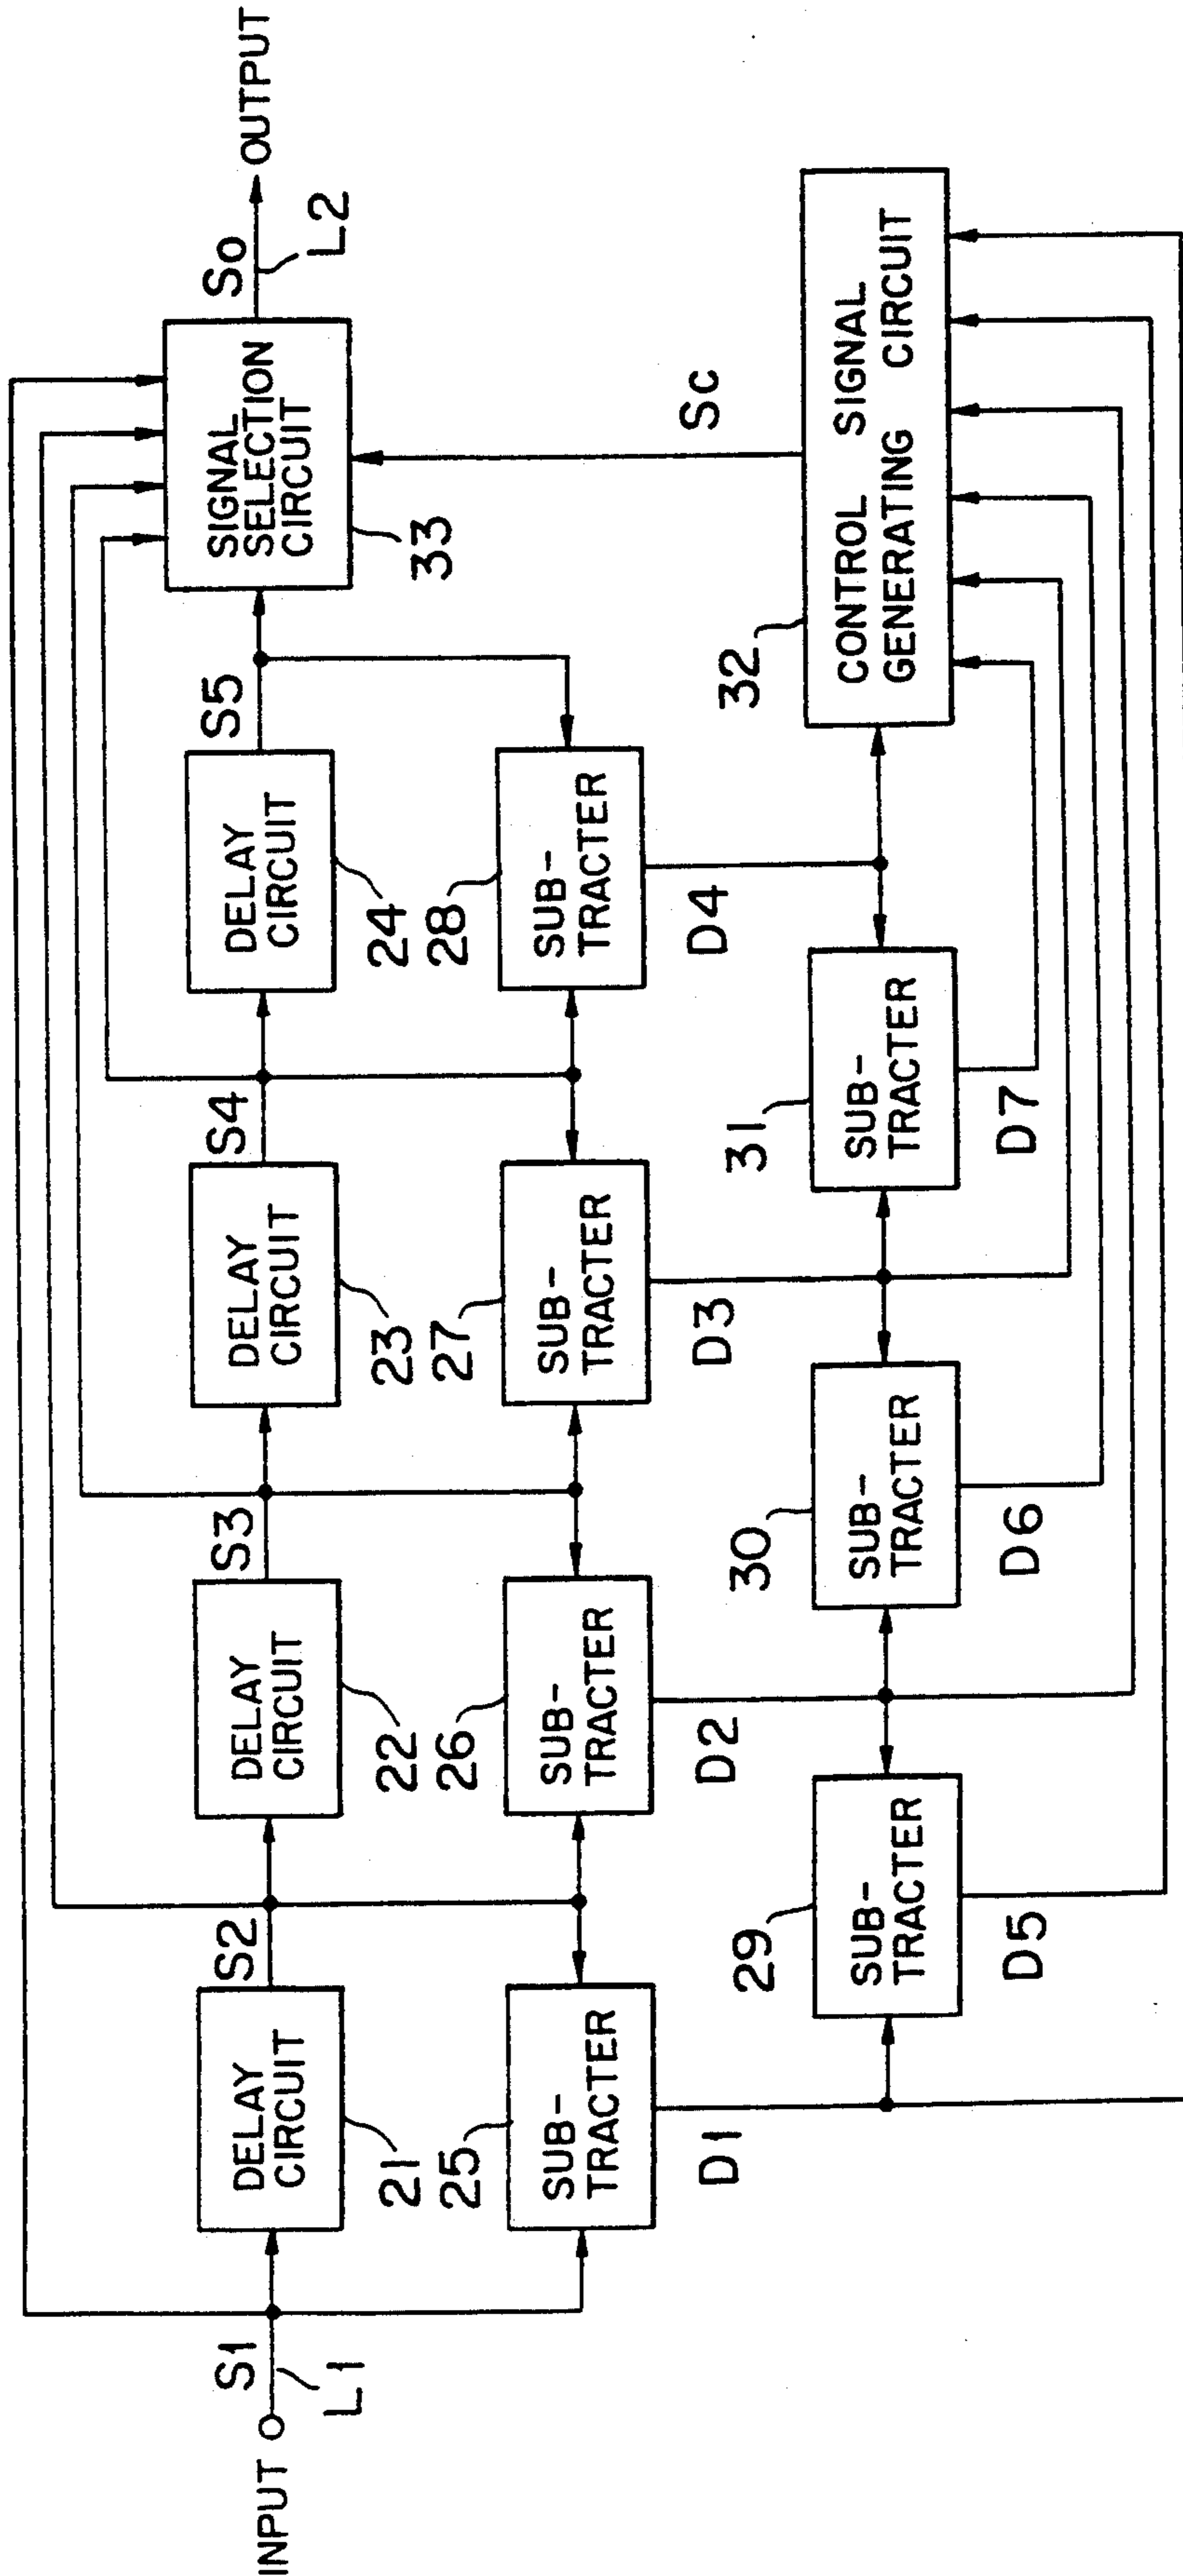 INPUT
S1
L1
DELAY
CIRCUIT
21
S2
DELAY
CIRCUIT
22
S3
DELAY
CIRCUIT
23
S4
DELAY
CIRCUIT
24
S5
SIGNAL
SELECTION
CIRCUIT
33
So
L2
OUTPUT
25
SUB-
TRACTER
D1
26
SUB-
TRACTER
D2
27
SUB-
TRACTER
D3
28
SUB-
TRACTER
D4
Sc
29
SUB-
TRACTER
D5
30
SUB-
TRACTER
D6
31
SUB-
TRACTER
D7
32
CONTROL SIGNAL
GENERATING CIRCUIT